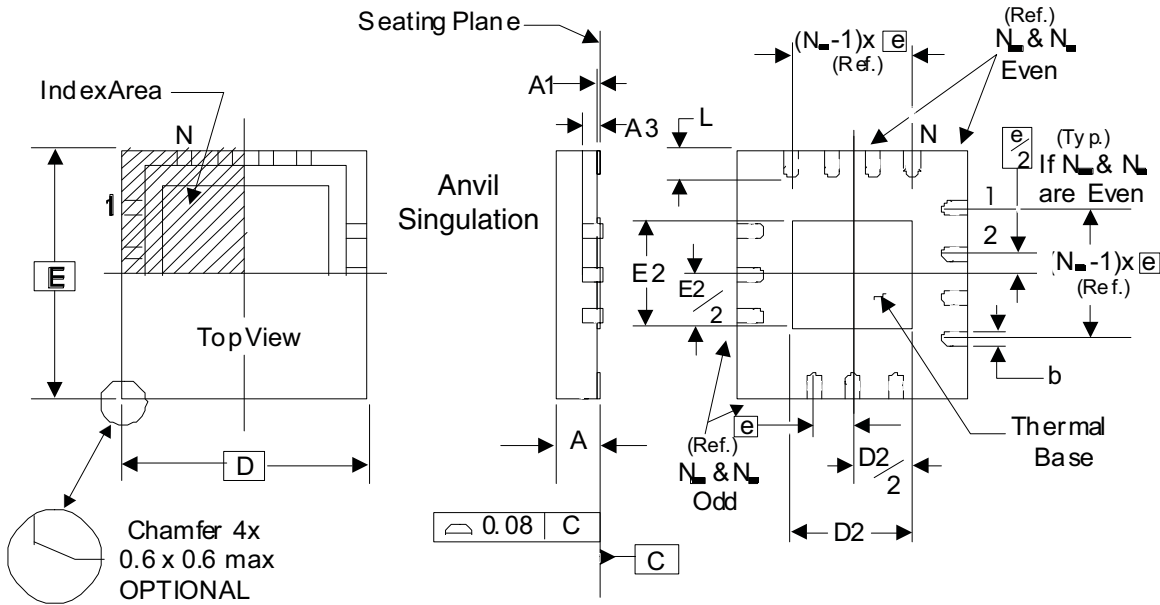 Seating Plane
Index Area
N
1
E
Top View
D
Chamfer 4x
0.6 x 0.6 max
OPTIONAL
A1
A3
Anvil
Singulation
A
0.08 C
C
(N -1)x e
(Ref.)
(Ref.)
N & N
Even
L
N
e/2
(Typ.)
If N & N
are Even
1
2
(N -1)x e
(Ref.)
E2
E2/2
b
Thermal
Base
e
(Ref.)
N & N
Odd
D2/2
D2